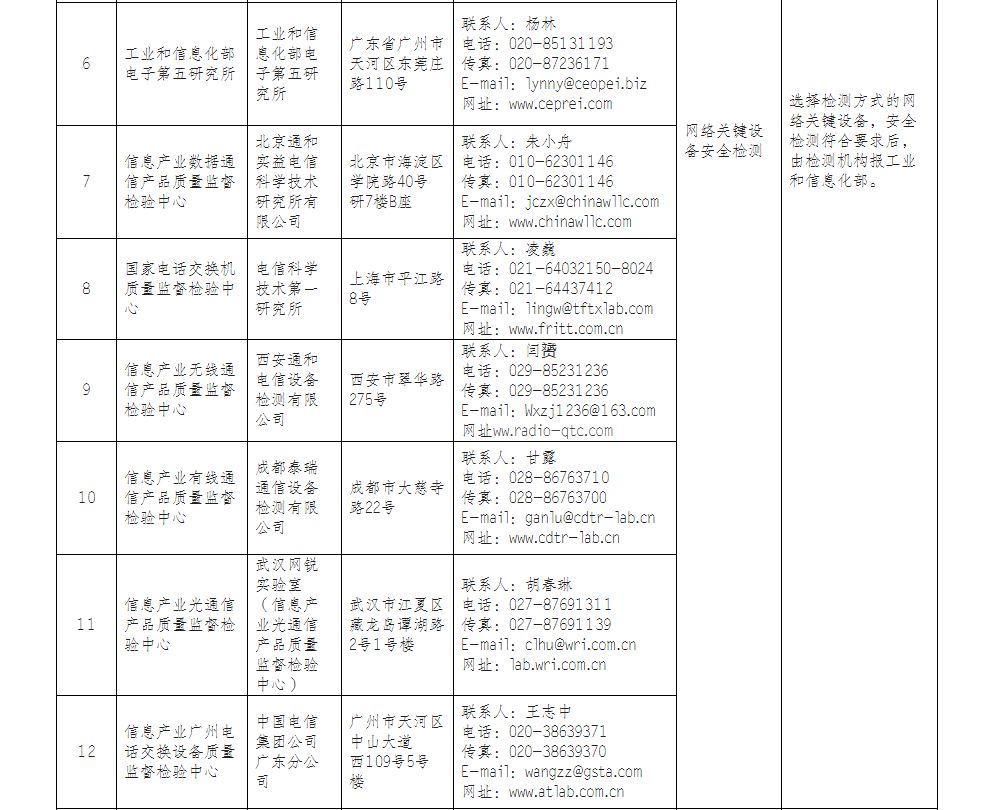 6
工业和信息化部
电子第五研究所
工业和信
息化部电
子第五研
究所
广东省广州市
天河区东莞庄
路110号
联系人：杨林
电话：020-85131193
传真：020-87236171
E-mail：lynny@ceopei.biz
网址：www.ceprei.com
网络关键设
备安全检测
选择检测方式的网
络关键设备，安全
检测符合要求后，
由检测机构报工业
和信息化部。
7
信息产业数据通
信产品质量监督
检验中心
北京通和
实益电信
科学技术
研究所有
限公司
北京市海淀区
学院路40号
研7楼B座
联系人：朱小舟
电话：010-62301146
传真：010-62301146
E-mail：jczx@chinawllc.com
网址：www.chinawllc.com
8
国家电话交换机
质量监督检验中
心
电信科学
技术第一
研究所
上海市平江路
8号
联系人：凌巍
电话：021-64032150-8024
传真：021-64437412
E-mail：lingw@tftxlab.com
网址：www.fritt.com.cn
9
信息产业无线通
信产品质量监督
检验中心
西安通和
电信设备
检测有限
公司
西安市翠华路
275号
联系人：闫赟
电话：029-85231236
传真：029-85231236
E-mail：Wxzj1236@163.com
网址ww.radio-qtc.com
10
信息产业有线通
信产品质量监督
检验中心
成都泰瑞
通信设备
检测有限
公司
成都市大慈寺
路22号
联系人：甘露
电话：028-86763710
传真：028-86763700
E-mail：ganlu@cdtr-lab.cn
网址：www.cdtr-lab.cn
11
信息产业光通信
产品质量监督检
验中心
武汉网锐
实验室
（信息产
业光通信
产品质量
监督检验
中心）
武汉市江夏区
藏龙岛谭湖路
2号1号楼
联系人：胡春琳
电话：027-87691311
传真：027-87691139
E-mail：clhu@wri.com.cn
网址：lab.wri.com.cn
12
信息产业广州电
话交换设备质量
监督检验中心
中国电信
集团公司
广东分公
司
广州市天河区
中山大道
西109号5号
楼
联系人：王志中
电话：020-38639371
传真：020-38639370
E-mail：wangzz@gsta.com
网址：www.atlab.com.cn